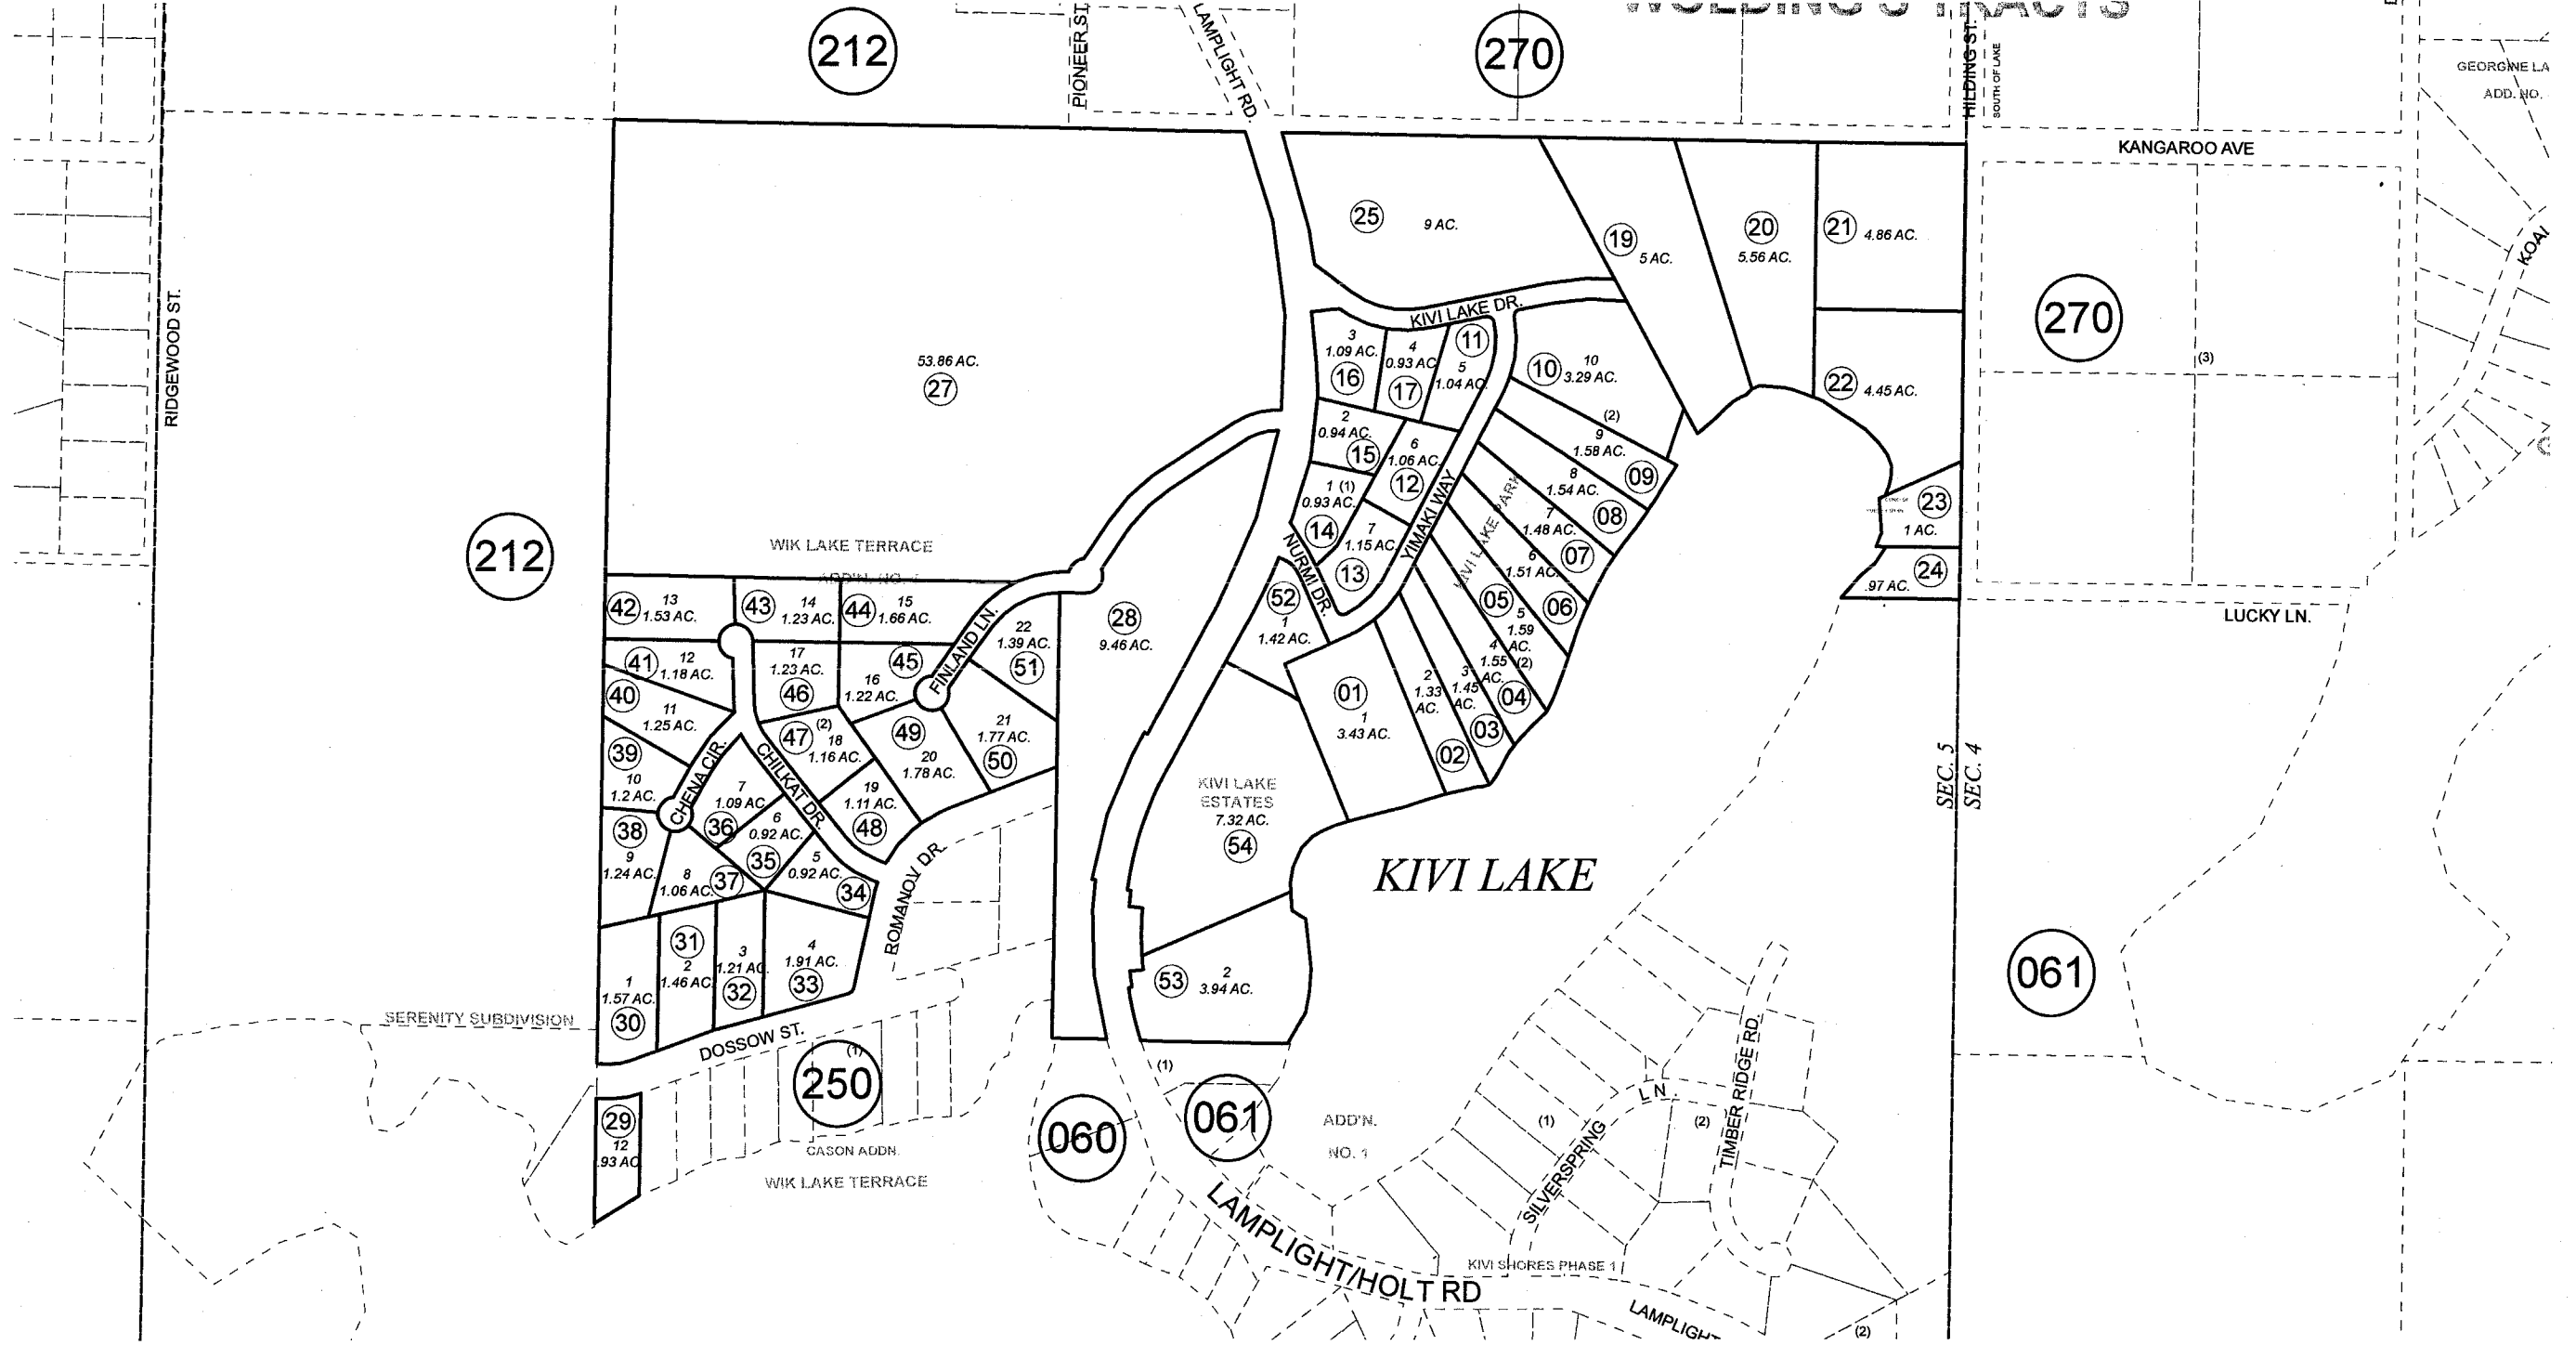 WOLDING'S TRACTS
212
PIONEER ST.
LAMPLIGHT RD.
270
HILDING ST.
SOUTH OF LAKE
GEORGINE LA
ADD. NO.
KANGAROO AVE
KOAL
RIDGEWOOD ST.
25
9 AC.
19
5 AC.
20
5.56 AC.
21
4.86 AC.
270
(3)
KIVI LAKE DR.
53.86 AC.
27
3
1.09 AC.
16
4
0.93 AC
17
11
5
1.04 AC.
10
10
3.29 AC.
22
4.45 AC.
2
0.94 AC.
15
6
1.06 AC.
12
(2)
9
1.58 AC.
09
8
1.54 AC.
08
1 (1)
0.93 AC.
14
7
1.15 AC.
13
YIMAKI WAY
KIVI LAKE PARK
7
1.48 AC.
07
6
1.51 AC.
06
23
1 AC.
24
.97 AC.
LUCKY LN.
212
WIK LAKE TERRACE
ADD'N. NO.
NURMI DR.
52
1
1.42 AC.
05
5
1.59
AC.
4
1.55 (2)
AC.
04
3
1.45
AC.
03
2
1.33
AC.
02
01
1
3.43 AC.
28
9.46 AC.
42
13
1.53 AC.
43
14
1.23 AC.
44
15
1.66 AC.
FINLAND LN.
22
1.39 AC.
51
41
12
1.18 AC.
17
1.23 AC.
46
45
16
1.22 AC.
40
11
1.25 AC.
47
(2)
18
1.16 AC.
49
20
1.78 AC.
21
1.77 AC.
50
39
10
1.2 AC.
CHENA CIR.
CHILKAT DR.
7
1.09 AC.
36
19
1.11 AC.
48
38
9
1.24 AC.
6
0.92 AC.
35
5
0.92 AC.
34
8
1.06 AC.
37
ROMANOV DR.
KIVI LAKE
ESTATES
7.32 AC.
54
KIVI LAKE
SEC. 5
SEC. 4
31
2
1.46 AC.
3
1.21 AC.
32
4
1.91 AC.
33
1
1.57 AC.
30
53
2
3.94 AC.
061
SERENITY SUBDIVISION
DOSSOW ST.
(1)
250
29
12
.93 AC
CASON ADDN.
WIK LAKE TERRACE
060
(1)
061
ADD'N.
NO. 1
(1)
SILVERSPRING
LN.
(2)
TIMBER RIDGE RD.
LAMPLIGHT/HOLT RD
KIVI SHORES PHASE 1
LAMPLIGHT
(2)